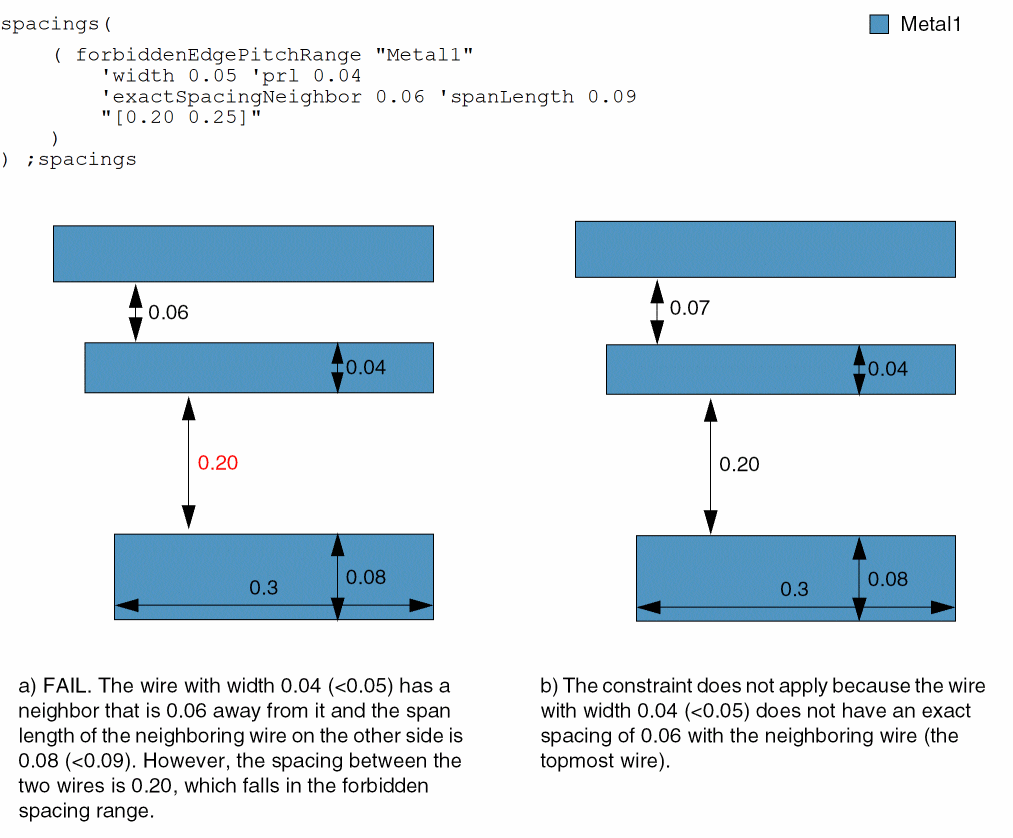 spacings(
Metal1
( forbiddenEdgePitchRange "Metal1"
'width 0.05 'prl 0.04
'exactSpacingNeighbor 0.06 'spanLength 0.09
"[0.20 0.25]"
)
) ;spacings
0.06
0.04
0.20
0.08
0.3
0.07
0.04
0.20
0.08
0.3
a) FAIL. The wire with width 0.04 (<0.05) has a
neighbor that is 0.06 away from it and the span
length of the neighboring wire on the other side is
0.08 (<0.09). However, the spacing between the
two wires is 0.20, which falls in the forbidden
spacing range.
b) The constraint does not apply because the wire
with width 0.04 (<0.05) does not have an exact
spacing of 0.06 with the neighboring wire (the
topmost wire).